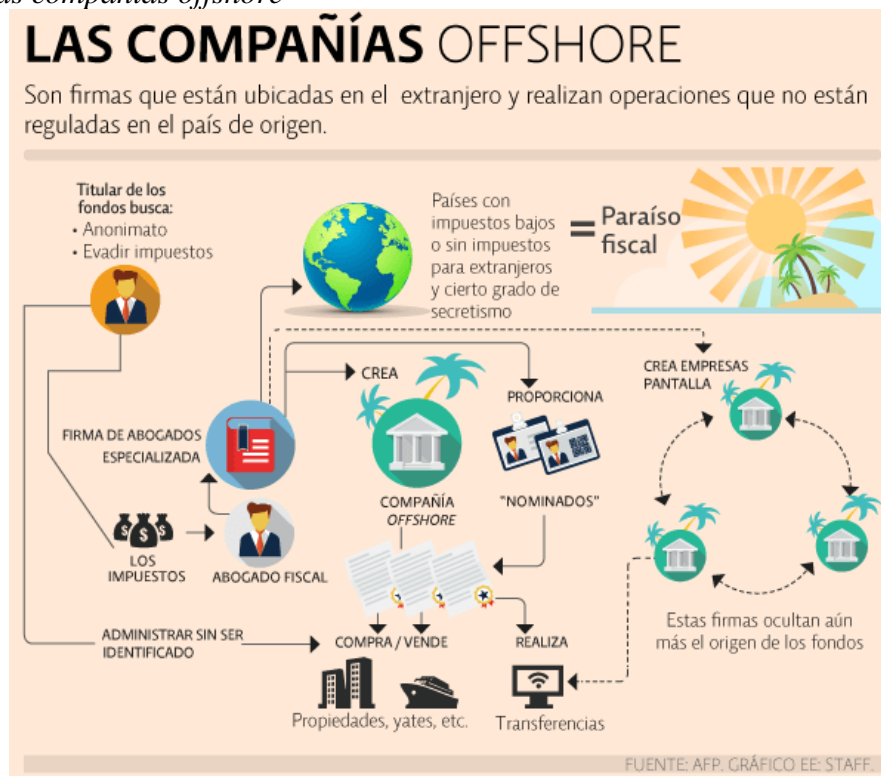 as compañías offshore
LAS COMPAÑÍAS OFFSHORE
Son firmas que están ubicadas en el extranjero y realizan operaciones que no están
reguladas en el país de origen.
Titular de los
fondos busca:
• Anonimato
• Evadir impuestos
Países con
impuestos bajos
o sin impuestos
para extranjeros
y cierto grado de
secretismo
=
Paraíso
fiscal
CREA
PROPORCIONA
CREA EMPRESAS
PANTALLA
FIRMA DE ABOGADOS
ESPECIALIZADA
COMPAÑÍA
OFFSHORE
"NOMINADOS"
$ $ $
LOS
IMPUESTOS
ABOGADO FISCAL
Estas firmas ocultan aún
más el origen de los fondos
ADMINISTRAR SIN SER
IDENTIFICADO
COMPRA / VENDE
REALIZA
Propiedades, yates, etc.
Transferencias
FUENTE: AFP. GRÁFICO EE: STAFF.